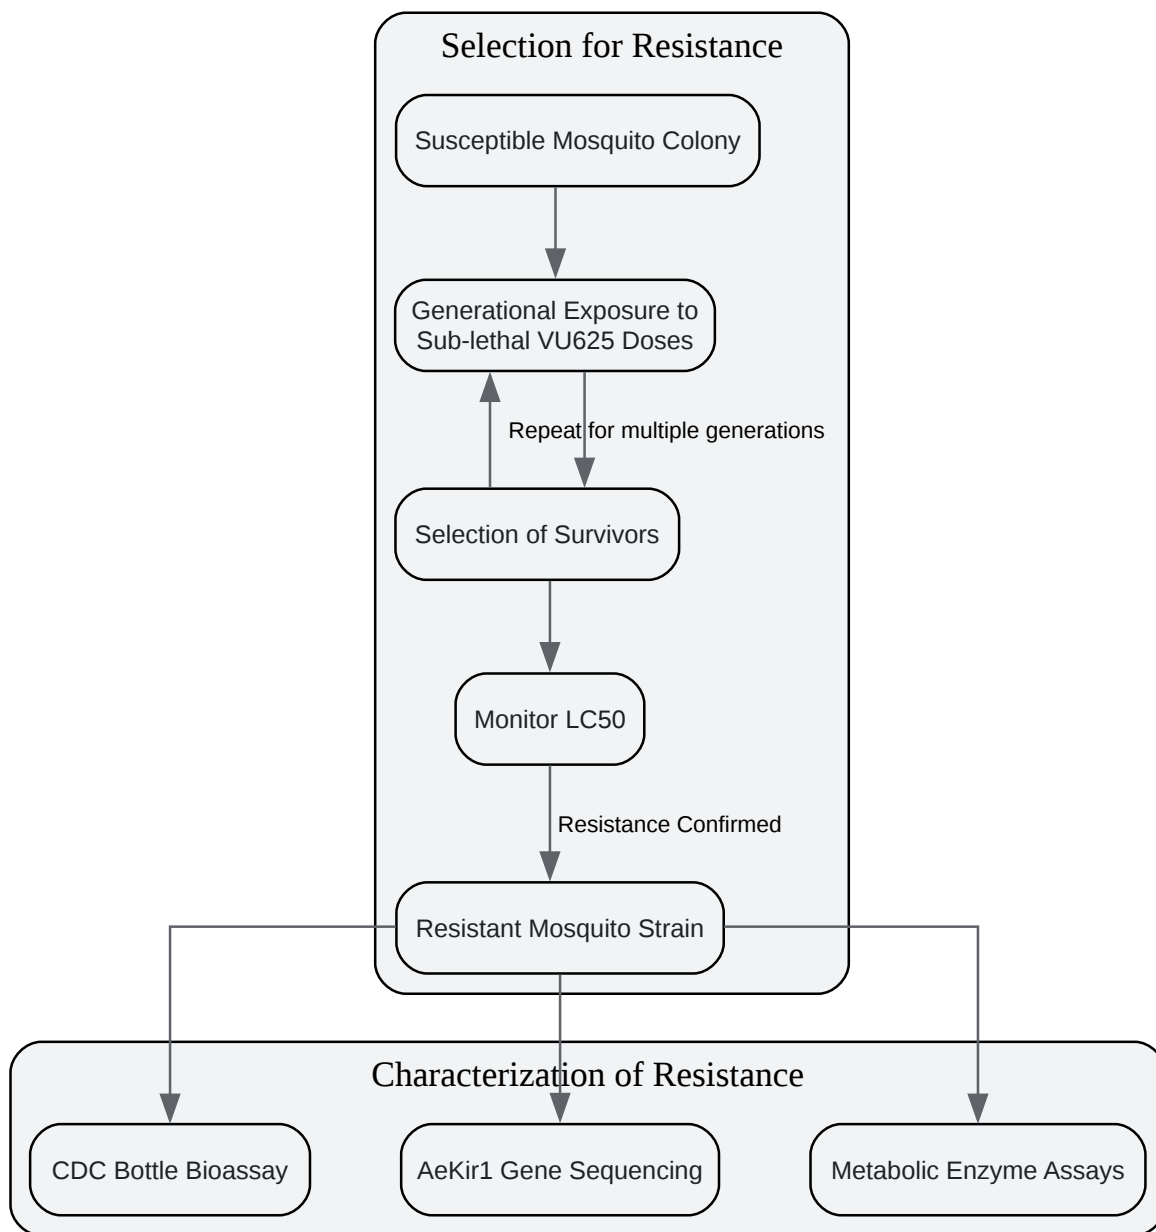 Selection for Resistance
Susceptible Mosquito Colony
Generational Exposure to
Sub-lethal VU625 Doses
Repeat for multiple generations
Selection of Survivors
Monitor LC50
Resistance Confirmed
Resistant Mosquito Strain
Characterization of Resistance
CDC Bottle Bioassay
AeKir1 Gene Sequencing
Metabolic Enzyme Assays